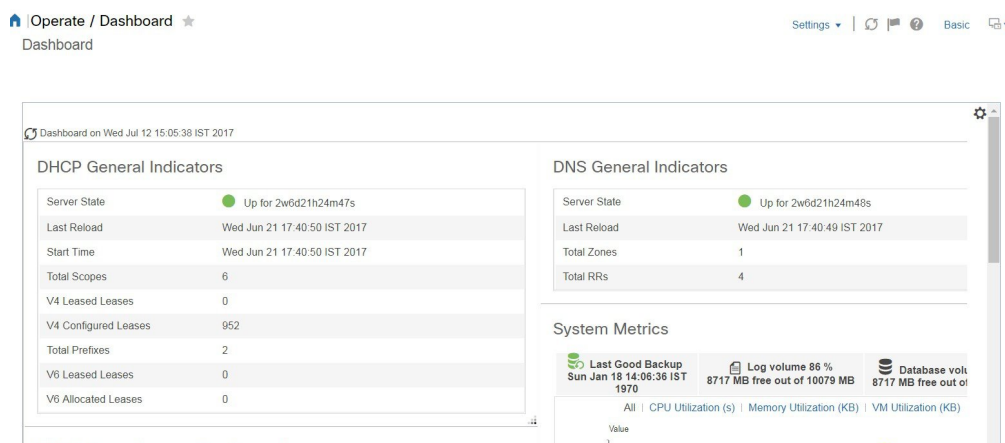 Operate / Dashboard
Settings
Basic
Dashboard
Dashboard on Wed Jul 12 15:05:38 IST 2017
DHCP General Indicators
Server State Up for 2w6d21h24m47s
Last Reload Wed Jun 21 17:40:50 IST 2017
Start Time Wed Jun 21 17:40:50 IST 2017
Total Scopes 6
V4 Leased Leases 0
V4 Configured Leases 952
Total Prefixes 2
V6 Leased Leases 0
V6 Allocated Leases 0
DNS General Indicators
Server State Up for 2w6d21h24m48s
Last Reload Wed Jun 21 17:40:49 IST 2017
Total Zones 1
Total RRs 4
System Metrics
Last Good Backup
Sun Jan 18 14:06:36 IST
1970
Log volume 86 %
8717 MB free out of 10079 MB
Database volu
8717 MB free out of
All | CPU Utilization (s) | Memory Utilization (KB) | VM Utilization (KB)
Value